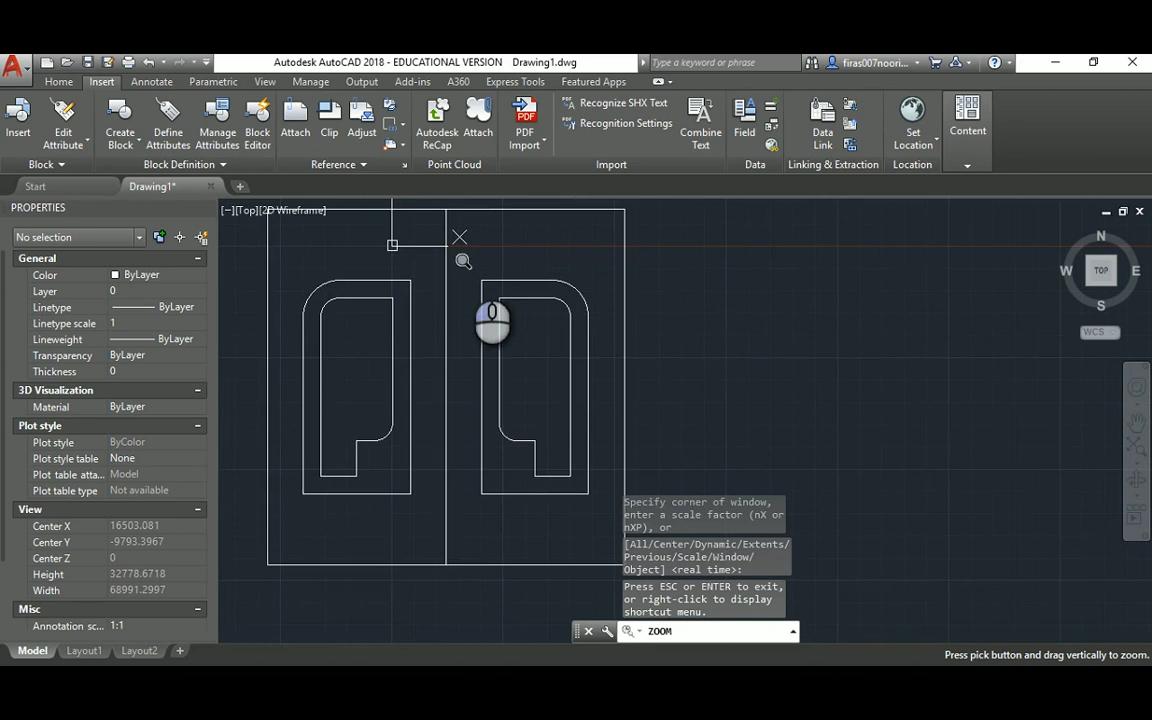 Autodesk AutoCAD 2018 - EDUCATIONAL VERSION Drawing1.dwg
Type a keyword or phrase
firas007noori...
Home Insert Annotate Parametric View Manage Output Add-ins A360 Express Tools Featured Apps
Recognize SHX Text
Recognition Settings
Insert Edit Attribute Create Block Define Attributes Manage Attributes Block Editor Attach Clip Adjust Autodesk ReCap Attach PDF Import Combine Text Field Data Link Set Location Content
Block Block Definition Reference Point Cloud Import Data Linking & Extraction Location
Start Drawing1*
PROPERTIES
[−][Top][2D Wireframe]
No selection
General
Color ByLayer
Layer 0
Linetype ByLayer
Linetype scale 1
Lineweight ByLayer
Transparency ByLayer
Thickness 0
3D Visualization
Material ByLayer
Plot style
Plot style ByColor
Plot style table None
Plot table atta... Model
Plot table type Not available
View
Center X 16503.081
Center Y -9793.3967
Center Z 0
Height 32778.6718
Width 68991.2997
Misc
Annotation sc... 1:1
N
W TOP E
S
WCS
0
Specify corner of window,
enter a scale factor (nX or
nXP), or
[All/Center/Dynamic/Extents/
Previous/Scale/Window/
Object] <real time>:
Press ESC or ENTER to exit,
or right-click to display
shortcut menu.
ZOOM
Model Layout1 Layout2
Press pick button and drag vertically to zoom.